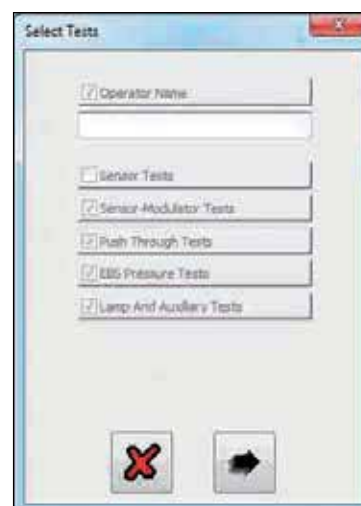 Select Tests
Operator Name
Sensor Tests
Sensor-Modulator Tests
Push Through Tests
EBS Pressure Tests
Lamp And Auxiliary Tests